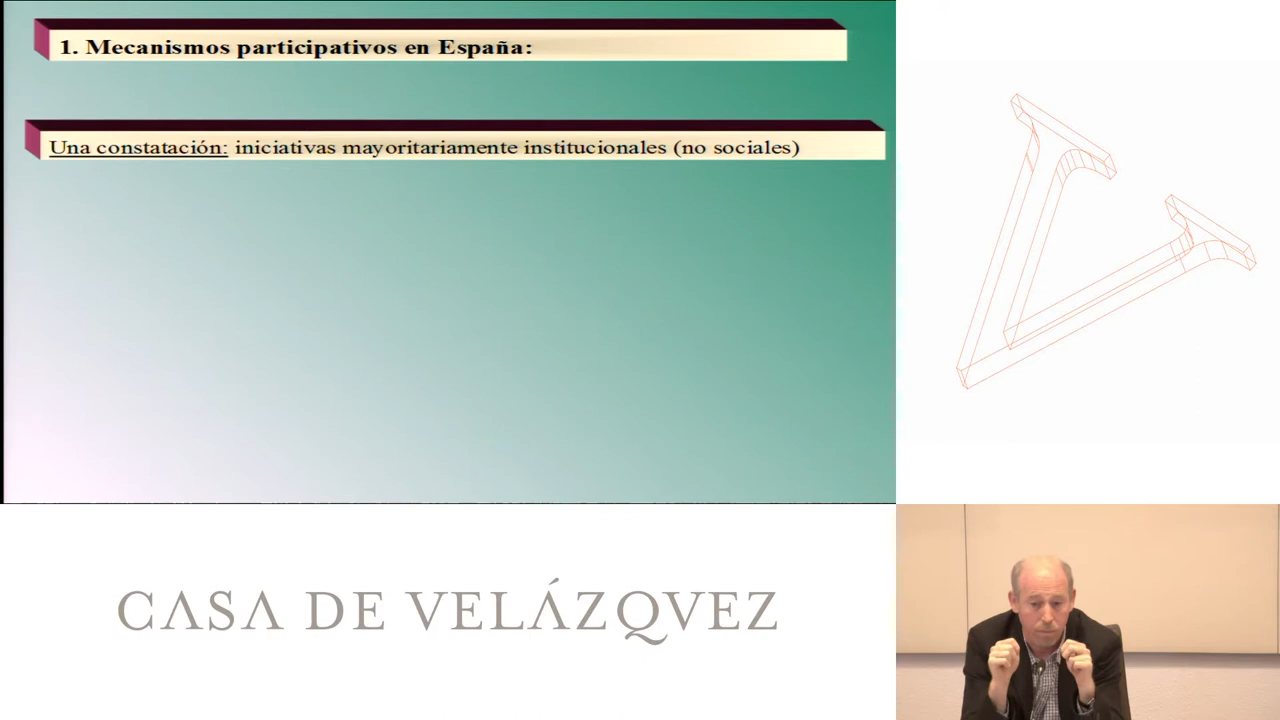 1. Mecanismos participativos en España:
Una constatación: iniciativas mayoritariamente institucionales (no sociales)
CASA DE VELÁZQVEZ